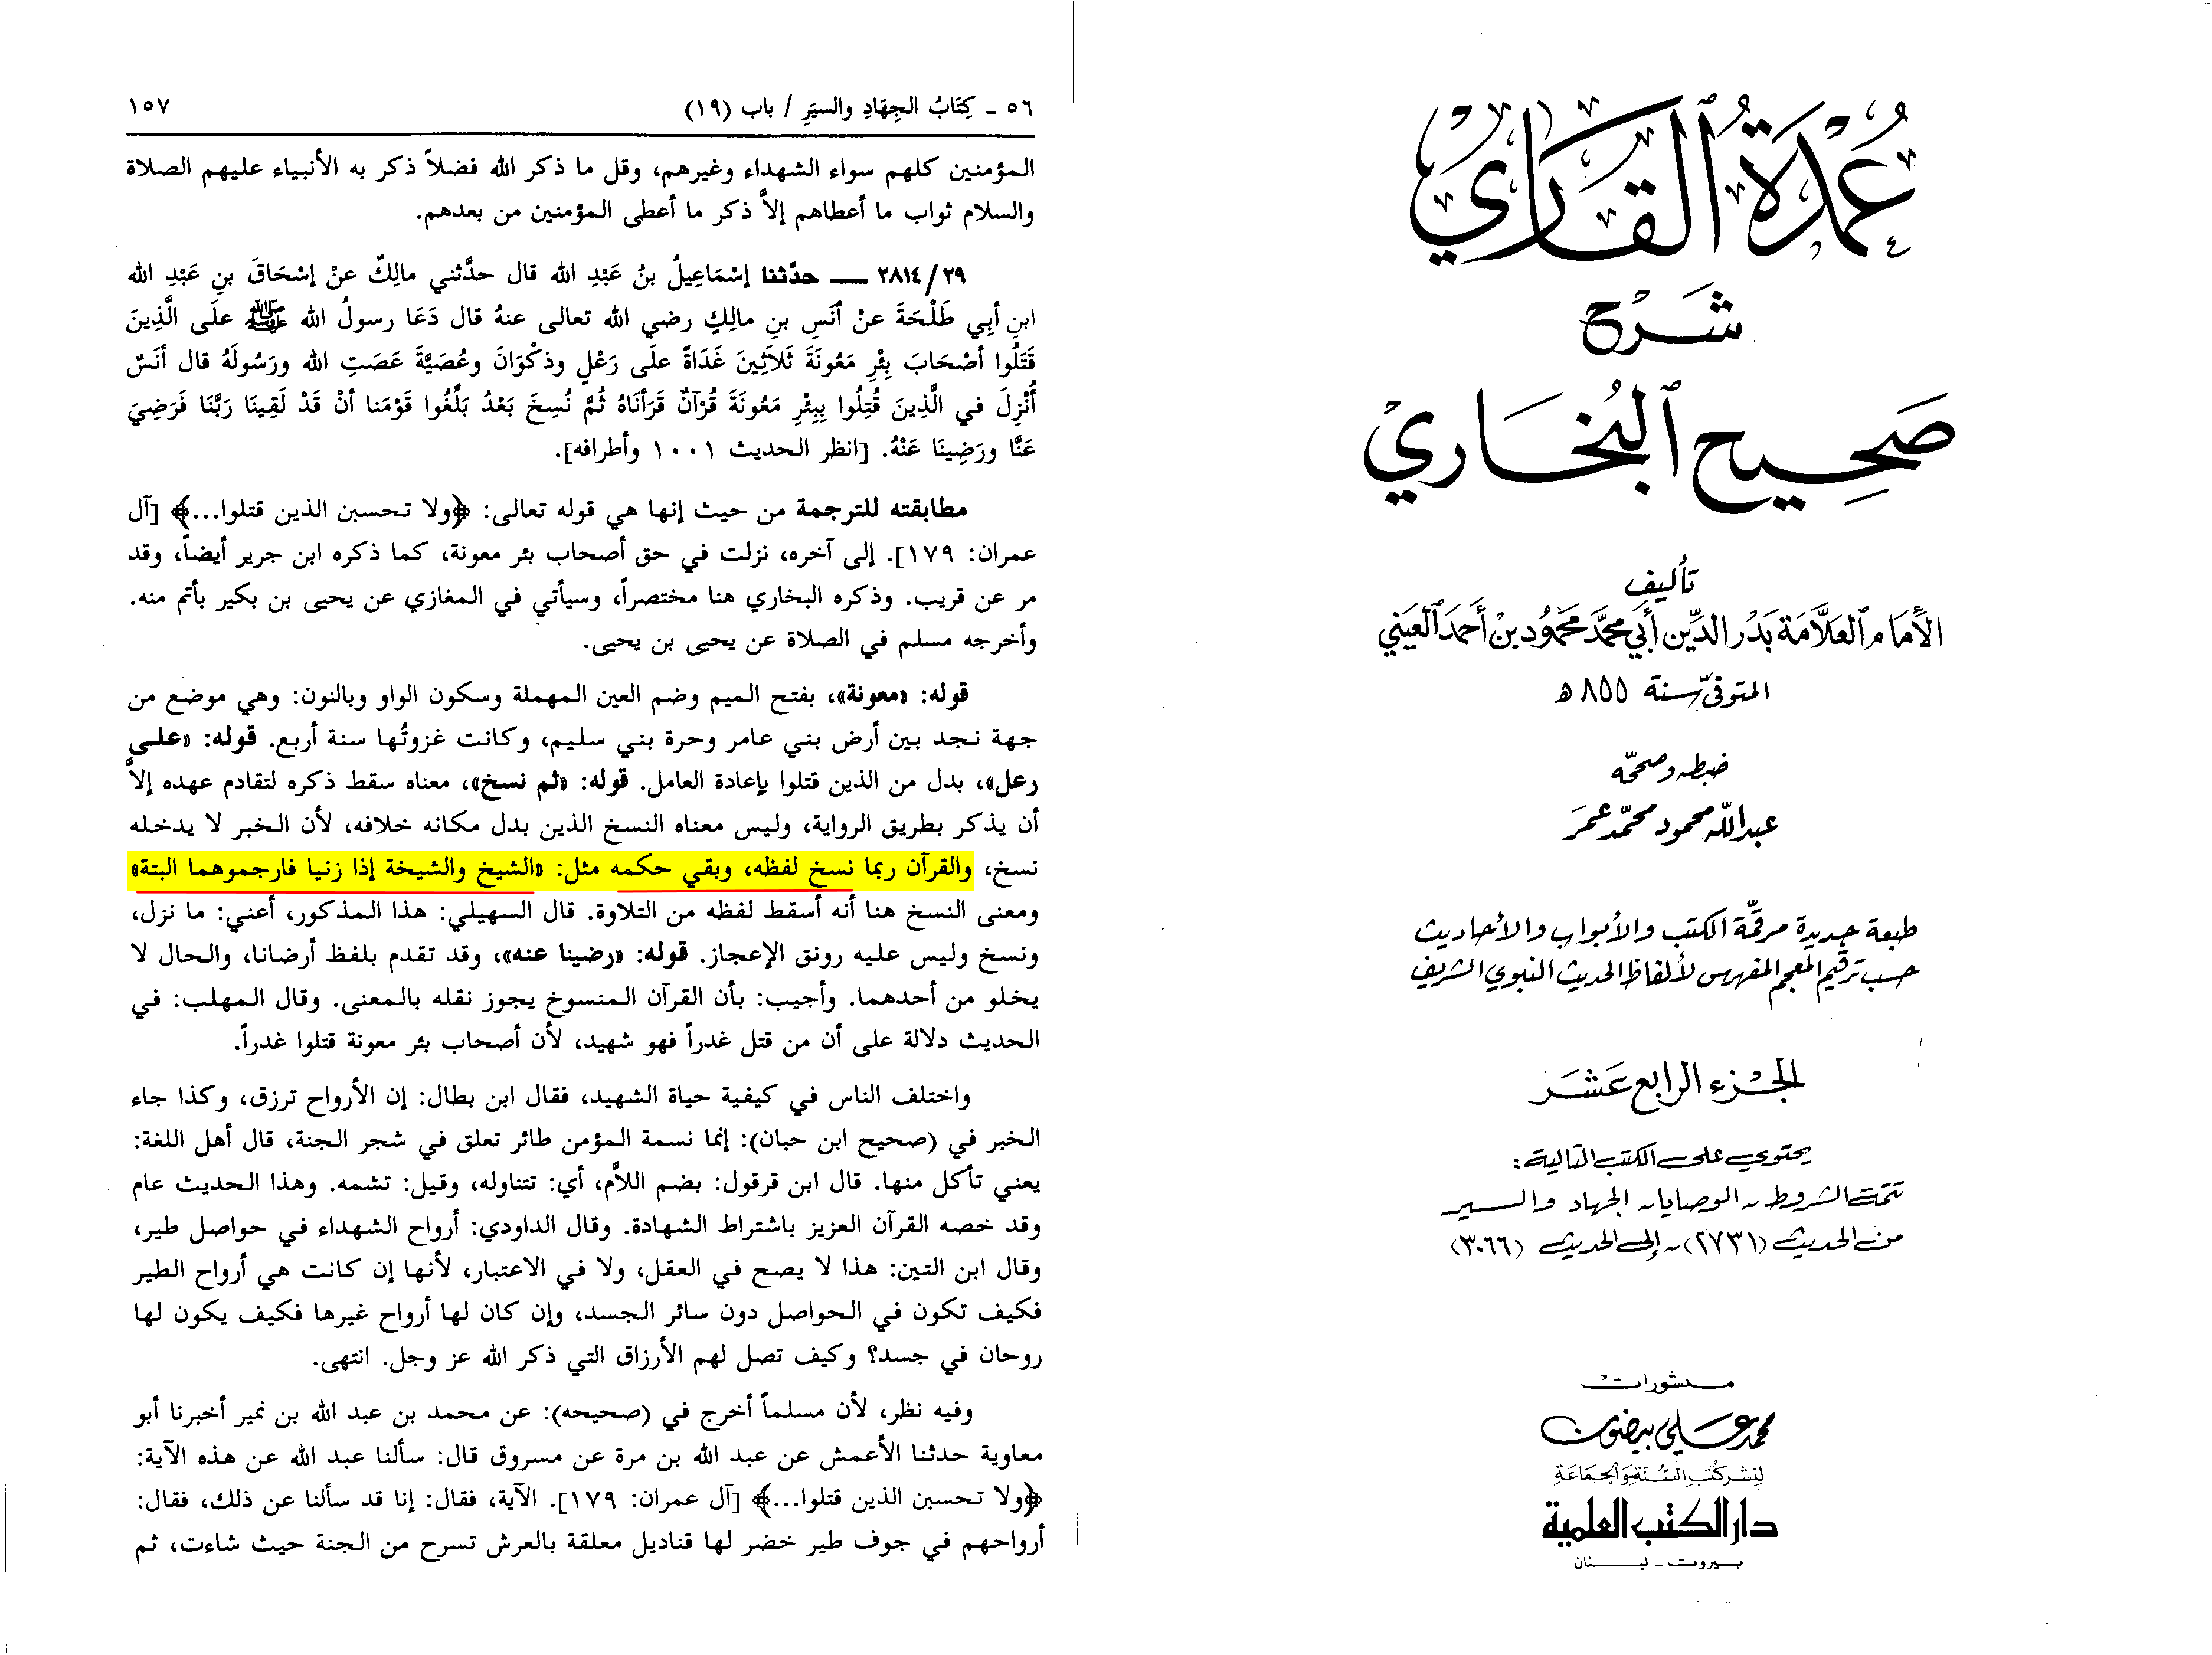 عُمْدَةُ ٱلْقَارِي
شَرْح
صَحِيحِ ٱلْبُخَارِيّ
تأليف
الأمام العلامة بدر الدين أبي محمد محمود بن أحمد العيني
المتوفى سنة ٨٥٥ هـ
ضبطه وصححه
عبد الله محمود محمد عمر
طبعة جديدة مرقمة الكتب والأبواب والأحاديث
حسب ترقيم المعجم المفهرس لألفاظ الحديث النبوي الشريف
الجزء الرابع عشر
يحتوي على الكتب التالية:
تتمة الشروط - الوصايا - الجهاد والسير
من الحديث (٢٧٣١) - إلى الحديث (٣٠٦٦)
منشورات
محمد علي بيضون
لنشر كتب السنة والجماعة
دار الكتب العلمية
بيروت - لبنان
٥٦ - كِتَابُ الجِهَادِ والسيَرِ / باب (١٩) ١٥٧
المؤمنين كلهم سواء الشهداء وغيرهم، وقل ما ذكر الله فضلاً ذكر به الأنبياء عليهم الصلاة
والسلام ثواب ما أعطاهم إلاَّ ذكر ما أعطى المؤمنين من بعدهم.
٢٨١٤/٢٩ — حدَّثنا إسْمَاعِيلُ بنُ عَبْدِ الله قال حدَّثني مالِكٌ عنْ إسْحَاقَ بنِ عَبْدِ الله
ابنِ أبِي طَلْحَةَ عنْ أنَسِ بنِ مالِكٍ رضي الله تعالى عنهُ قال دَعَا رسولُ الله ﷺ علَى الَّذِينَ
قَتَلُوا أصْحَابَ بِئْرِ مَعُونَةَ ثَلاَثِينَ غَدَاةً علَى رَعْلٍ وذكْوَانَ وعُصَيَّةَ عَصَتِ الله ورَسُولَهُ قال أنَسٌ
أُنْزِلَ في الَّذِينَ قُتِلُوا بِبِئْرِ مَعُونَةَ قُرْآنٌ قَرَأنَاهُ ثُمَّ نُسِخَ بَعْدُ بَلِّغُوا قَوْمَنا أنْ قَدْ لَقِينَا رَبَّنَا فَرَضِيَ
عَنَّا ورَضِينَا عَنْهُ. [انظر الحديث ١٠٠١ وأطرافه].
مطابقته للترجمة من حيث إنها هي قوله تعالى: ﴿ولا تحسبن الذين قتلوا...﴾ [آل
عمران: ١٧٩]. إلى آخره، نزلت في حق أصحاب بئر معونة، كما ذكره ابن جرير أيضاً، وقد
مر عن قريب. وذكره البخاري هنا مختصراً، وسيأتي في المغازي عن يحيى بن بكير بأتم منه.
وأخرجه مسلم في الصلاة عن يحيى بن يحيى.
قوله: «معونة»، بفتح الميم وضم العين المهملة وسكون الواو وبالنون: وهي موضع من
جهة نجد بين أرض بني عامر وحرة بني سليم، وكانت غزوتُها سنة أربع. قوله: «على
رعل»، بدل من الذين قتلوا بإعادة العامل. قوله: «ثم نسخ»، معناه سقط ذكره لتقادم عهده إلاَّ
أن يذكر بطريق الرواية، وليس معناه النسخ الذين بدل مكانه خلافه، لأن الخبر لا يدخله
نسخ، والقرآن ربما نسخ لفظه، وبقي حكمه مثل: «الشيخ والشيخة إذا زنيا فارجموهما البتة»
ومعنى النسخ هنا أنه أسقط لفظه من التلاوة. قال السهيلي: هذا المذكور، أعني: ما نزل،
ونسخ وليس عليه رونق الإعجاز. قوله: «رضينا عنه»، وقد تقدم بلفظ أرضانا، والحال لا
يخلو من أحدهما. وأجيب: بأن القرآن المنسوخ يجوز نقله بالمعنى. وقال المهلب: في
الحديث دلالة على أن من قتل غدراً فهو شهيد، لأن أصحاب بئر معونة قتلوا غدراً.
واختلف الناس في كيفية حياة الشهيد، فقال ابن بطال: إن الأرواح ترزق، وكذا جاء
الخبر في (صحيح ابن حبان): إنما نسمة المؤمن طائر تعلق في شجر الجنة، قال أهل اللغة:
يعني تأكل منها. قال ابن قرقول: بضم اللاَّم، أي: تتناوله، وقيل: تشمه. وهذا الحديث عام
وقد خصه القرآن العزيز باشتراط الشهادة. وقال الداودي: أرواح الشهداء في حواصل طير،
وقال ابن التين: هذا لا يصح في العقل، ولا في الاعتبار، لأنها إن كانت هي أرواح الطير
فكيف تكون في الحواصل دون سائر الجسد، وإن كان لها أرواح غيرها فكيف يكون لها
روحان في جسد؟ وكيف تصل لهم الأرزاق التي ذكر الله عز وجل. انتهى.
وفيه نظر، لأن مسلماً أخرج في (صحيحه): عن محمد بن عبد الله بن نمير أخبرنا أبو
معاوية حدثنا الأعمش عن عبد الله بن مرة عن مسروق قال: سألنا عبد الله عن هذه الآية:
﴿ولا تحسبن الذين قتلوا...﴾ [آل عمران: ١٧٩]. الآية، فقال: إنا قد سألنا عن ذلك، فقال:
أرواحهم في جوف طير خضر لها قناديل معلقة بالعرش تسرح من الجنة حيث شاءت، ثم